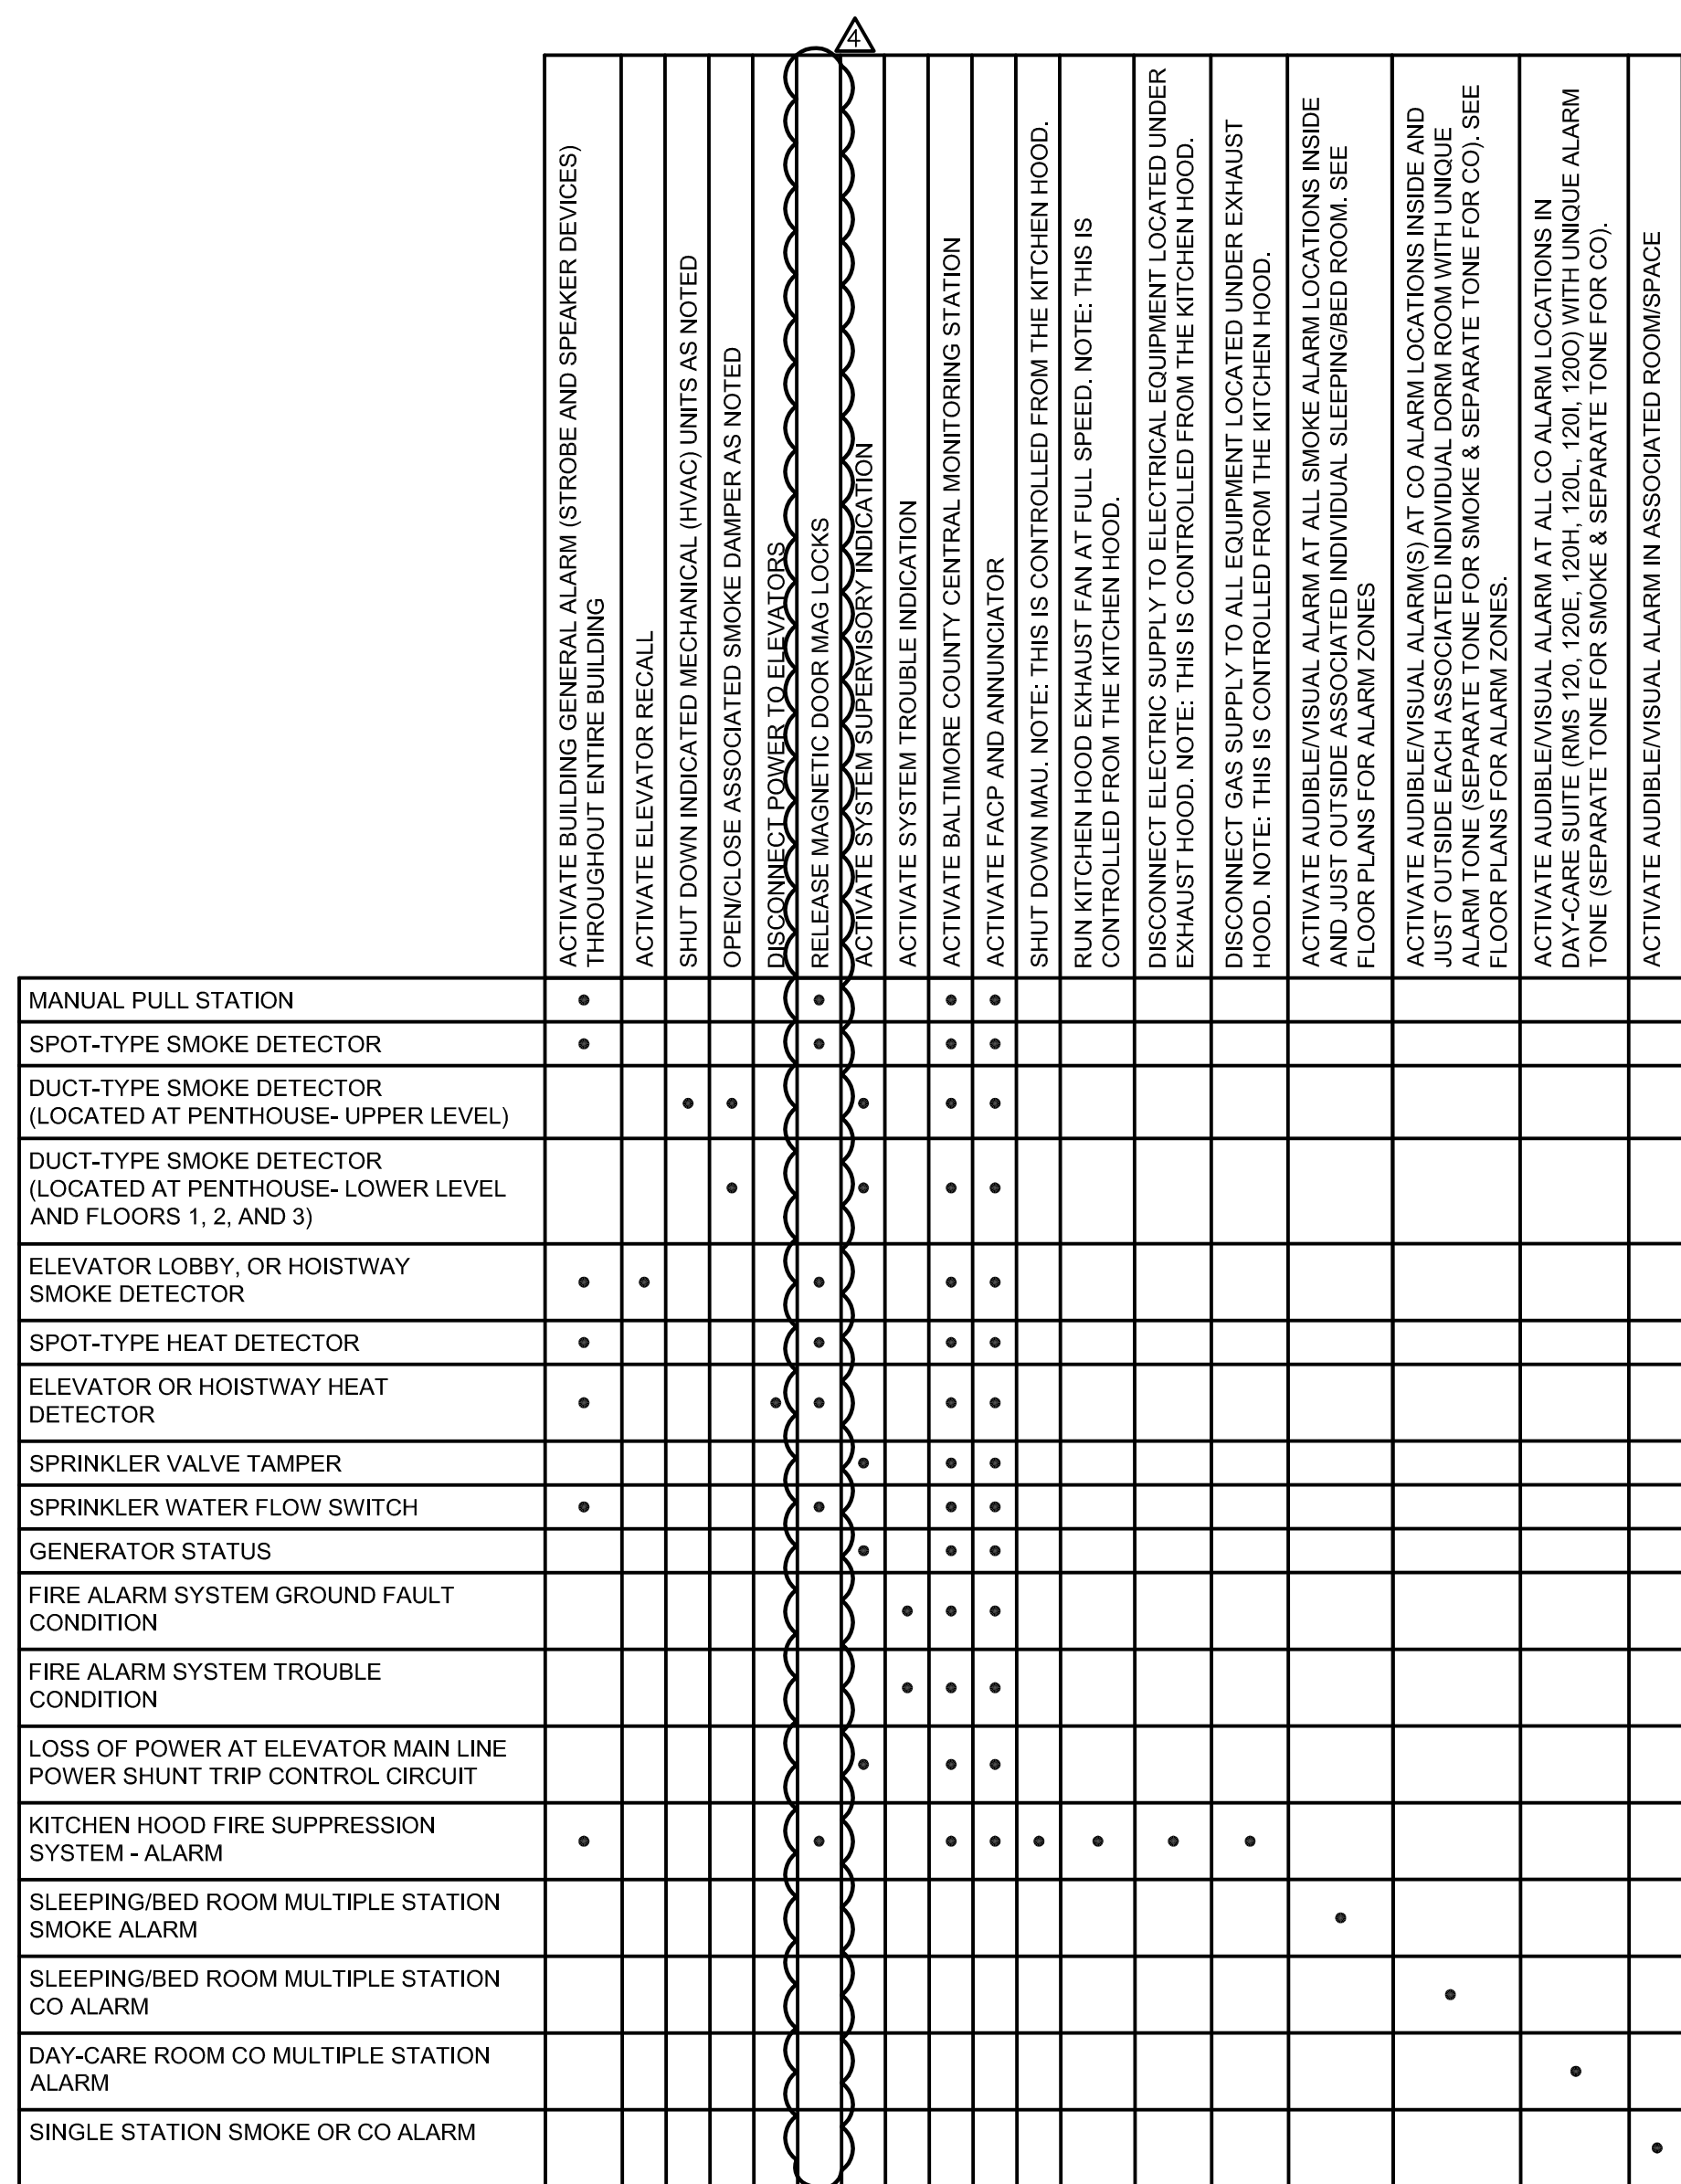 4
ACTIVATE BUILDING GENERAL ALARM (STROBE AND SPEAKER DEVICES)
THROUGHOUT ENTIRE BUILDING
ACTIVATE ELEVATOR RECALL
SHUT DOWN INDICATED MECHANICAL (HVAC) UNITS AS NOTED
OPEN/CLOSE ASSOCIATED SMOKE DAMPER AS NOTED
DISCONNECT POWER TO ELEVATORS
RELEASE MAGNETIC DOOR MAG LOCKS
ACTIVATE SYSTEM SUPERVISORY INDICATION
ACTIVATE SYSTEM TROUBLE INDICATION
ACTIVATE BALTIMORE COUNTY CENTRAL MONITORING STATION
ACTIVATE FACP AND ANNUNCIATOR
SHUT DOWN MAU. NOTE: THIS IS CONTROLLED FROM THE KITCHEN HOOD.
RUN KITCHEN HOOD EXHAUST FAN AT FULL SPEED. NOTE: THIS IS
CONTROLLED FROM THE KITCHEN HOOD.
DISCONNECT ELECTRIC SUPPLY TO ELECTRICAL EQUIPMENT LOCATED UNDER
EXHAUST HOOD. NOTE: THIS IS CONTROLLED FROM THE KITCHEN HOOD.
DISCONNECT GAS SUPPLY TO ALL EQUIPMENT LOCATED UNDER EXHAUST
HOOD. NOTE: THIS IS CONTROLLED FROM THE KITCHEN HOOD.
ACTIVATE AUDIBLE/VISUAL ALARM AT ALL SMOKE ALARM LOCATIONS INSIDE
AND JUST OUTSIDE ASSOCIATED INDIVIDUAL SLEEPING/BED ROOM. SEE
FLOOR PLANS FOR ALARM ZONES
ACTIVATE AUDIBLE/VISUAL ALARM(S) AT CO ALARM LOCATIONS INSIDE AND
JUST OUTSIDE EACH ASSOCIATED INDIVIDUAL DORM ROOM WITH UNIQUE
ALARM TONE (SEPARATE TONE FOR SMOKE & SEPARATE TONE FOR CO). SEE
FLOOR PLANS FOR ALARM ZONES.
ACTIVATE AUDIBLE/VISUAL ALARM AT ALL CO ALARM LOCATIONS IN
DAY-CARE SUITE (RMS 120, 120E, 120H, 120L, 120I, 120O) WITH UNIQUE ALARM
TONE (SEPARATE TONE FOR SMOKE & SEPARATE TONE FOR CO).
ACTIVATE AUDIBLE/VISUAL ALARM IN ASSOCIATED ROOM/SPACE
MANUAL PULL STATION
SPOT-TYPE SMOKE DETECTOR
DUCT-TYPE SMOKE DETECTOR
(LOCATED AT PENTHOUSE- UPPER LEVEL)
DUCT-TYPE SMOKE DETECTOR
(LOCATED AT PENTHOUSE- LOWER LEVEL
AND FLOORS 1, 2, AND 3)
ELEVATOR LOBBY, OR HOISTWAY
SMOKE DETECTOR
SPOT-TYPE HEAT DETECTOR
ELEVATOR OR HOISTWAY HEAT
DETECTOR
SPRINKLER VALVE TAMPER
SPRINKLER WATER FLOW SWITCH
GENERATOR STATUS
FIRE ALARM SYSTEM GROUND FAULT
CONDITION
FIRE ALARM SYSTEM TROUBLE
CONDITION
LOSS OF POWER AT ELEVATOR MAIN LINE
POWER SHUNT TRIP CONTROL CIRCUIT
KITCHEN HOOD FIRE SUPPRESSION
SYSTEM - ALARM
SLEEPING/BED ROOM MULTIPLE STATION
SMOKE ALARM
SLEEPING/BED ROOM MULTIPLE STATION
CO ALARM
DAY-CARE ROOM CO MULTIPLE STATION
ALARM
SINGLE STATION SMOKE OR CO ALARM